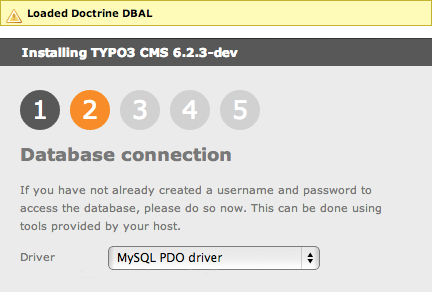 Loaded Doctrine DBAL
Installing TYPO3 CMS 6.2.3-dev
1 2 3 4 5
Database connection
If you have not already created a username and password to
access the database, please do so now. This can be done using
tools provided by your host.
Driver MySQL PDO driver